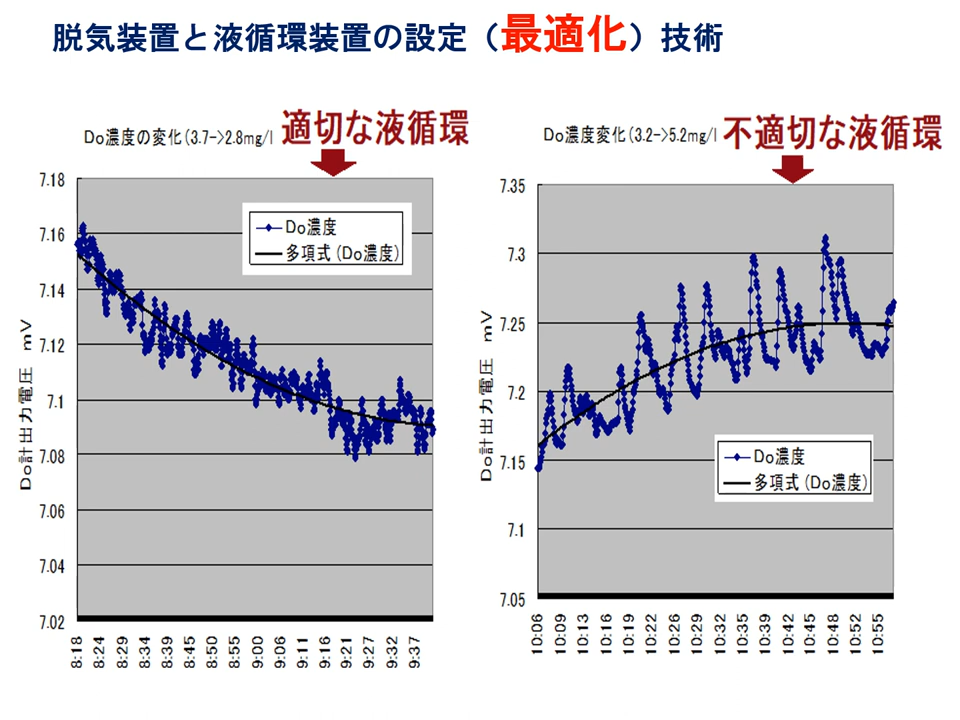 脱気装置と液循環装置の設定（最適化）技術
Do濃度の変化(3.7->2.8mg/l 適切な液循環
7.18
7.16
7.14
7.12
7.1
7.08
7.06
7.04
7.02
Do計出力電圧 mV
Do濃度
多項式 (Do濃度)
8:18 8:24 8:29 8:34 8:39 8:45 8:50 8:55 9:00 9:06 9:11 9:16 9:21 9:27 9:32 9:37
Do濃度変化(3.2->5.2mg/l 不適切な液循環
7.35
7.3
7.25
7.2
7.15
7.1
7.05
Do計出力電圧 mV
Do濃度
多項式 (Do濃度)
10:06 10:09 10:13 10:16 10:19 10:22 10:26 10:29 10:32 10:35 10:39 10:42 10:45 10:48 10:52 10:55